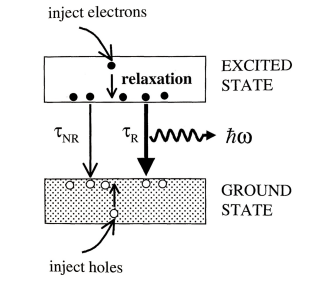 inject electrons
EXCITED
STATE
relaxation
τNR
τR
ħω
GROUND
STATE
inject holes